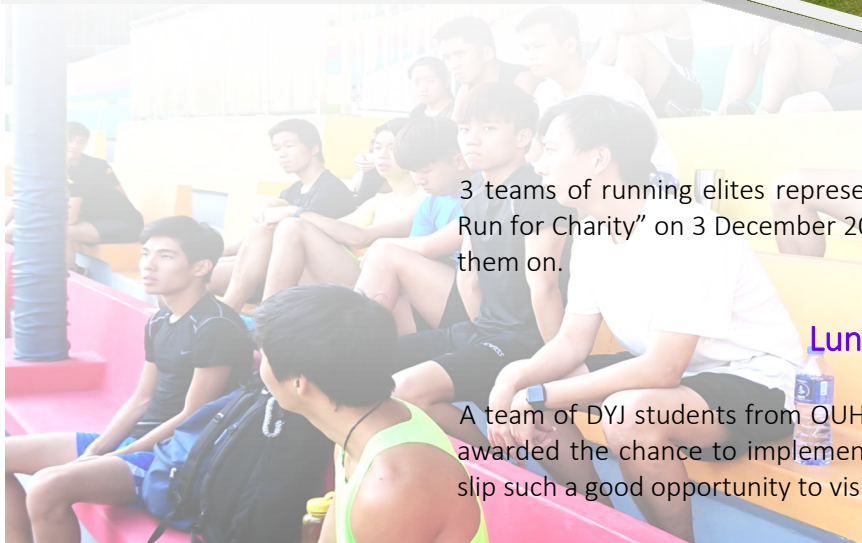 3 teams of running elites represe
Run for Charity” on 3 December 20
them on.
Lun
A team of DYJ students from OUH
awarded the chance to implemen
slip such a good opportunity to vis